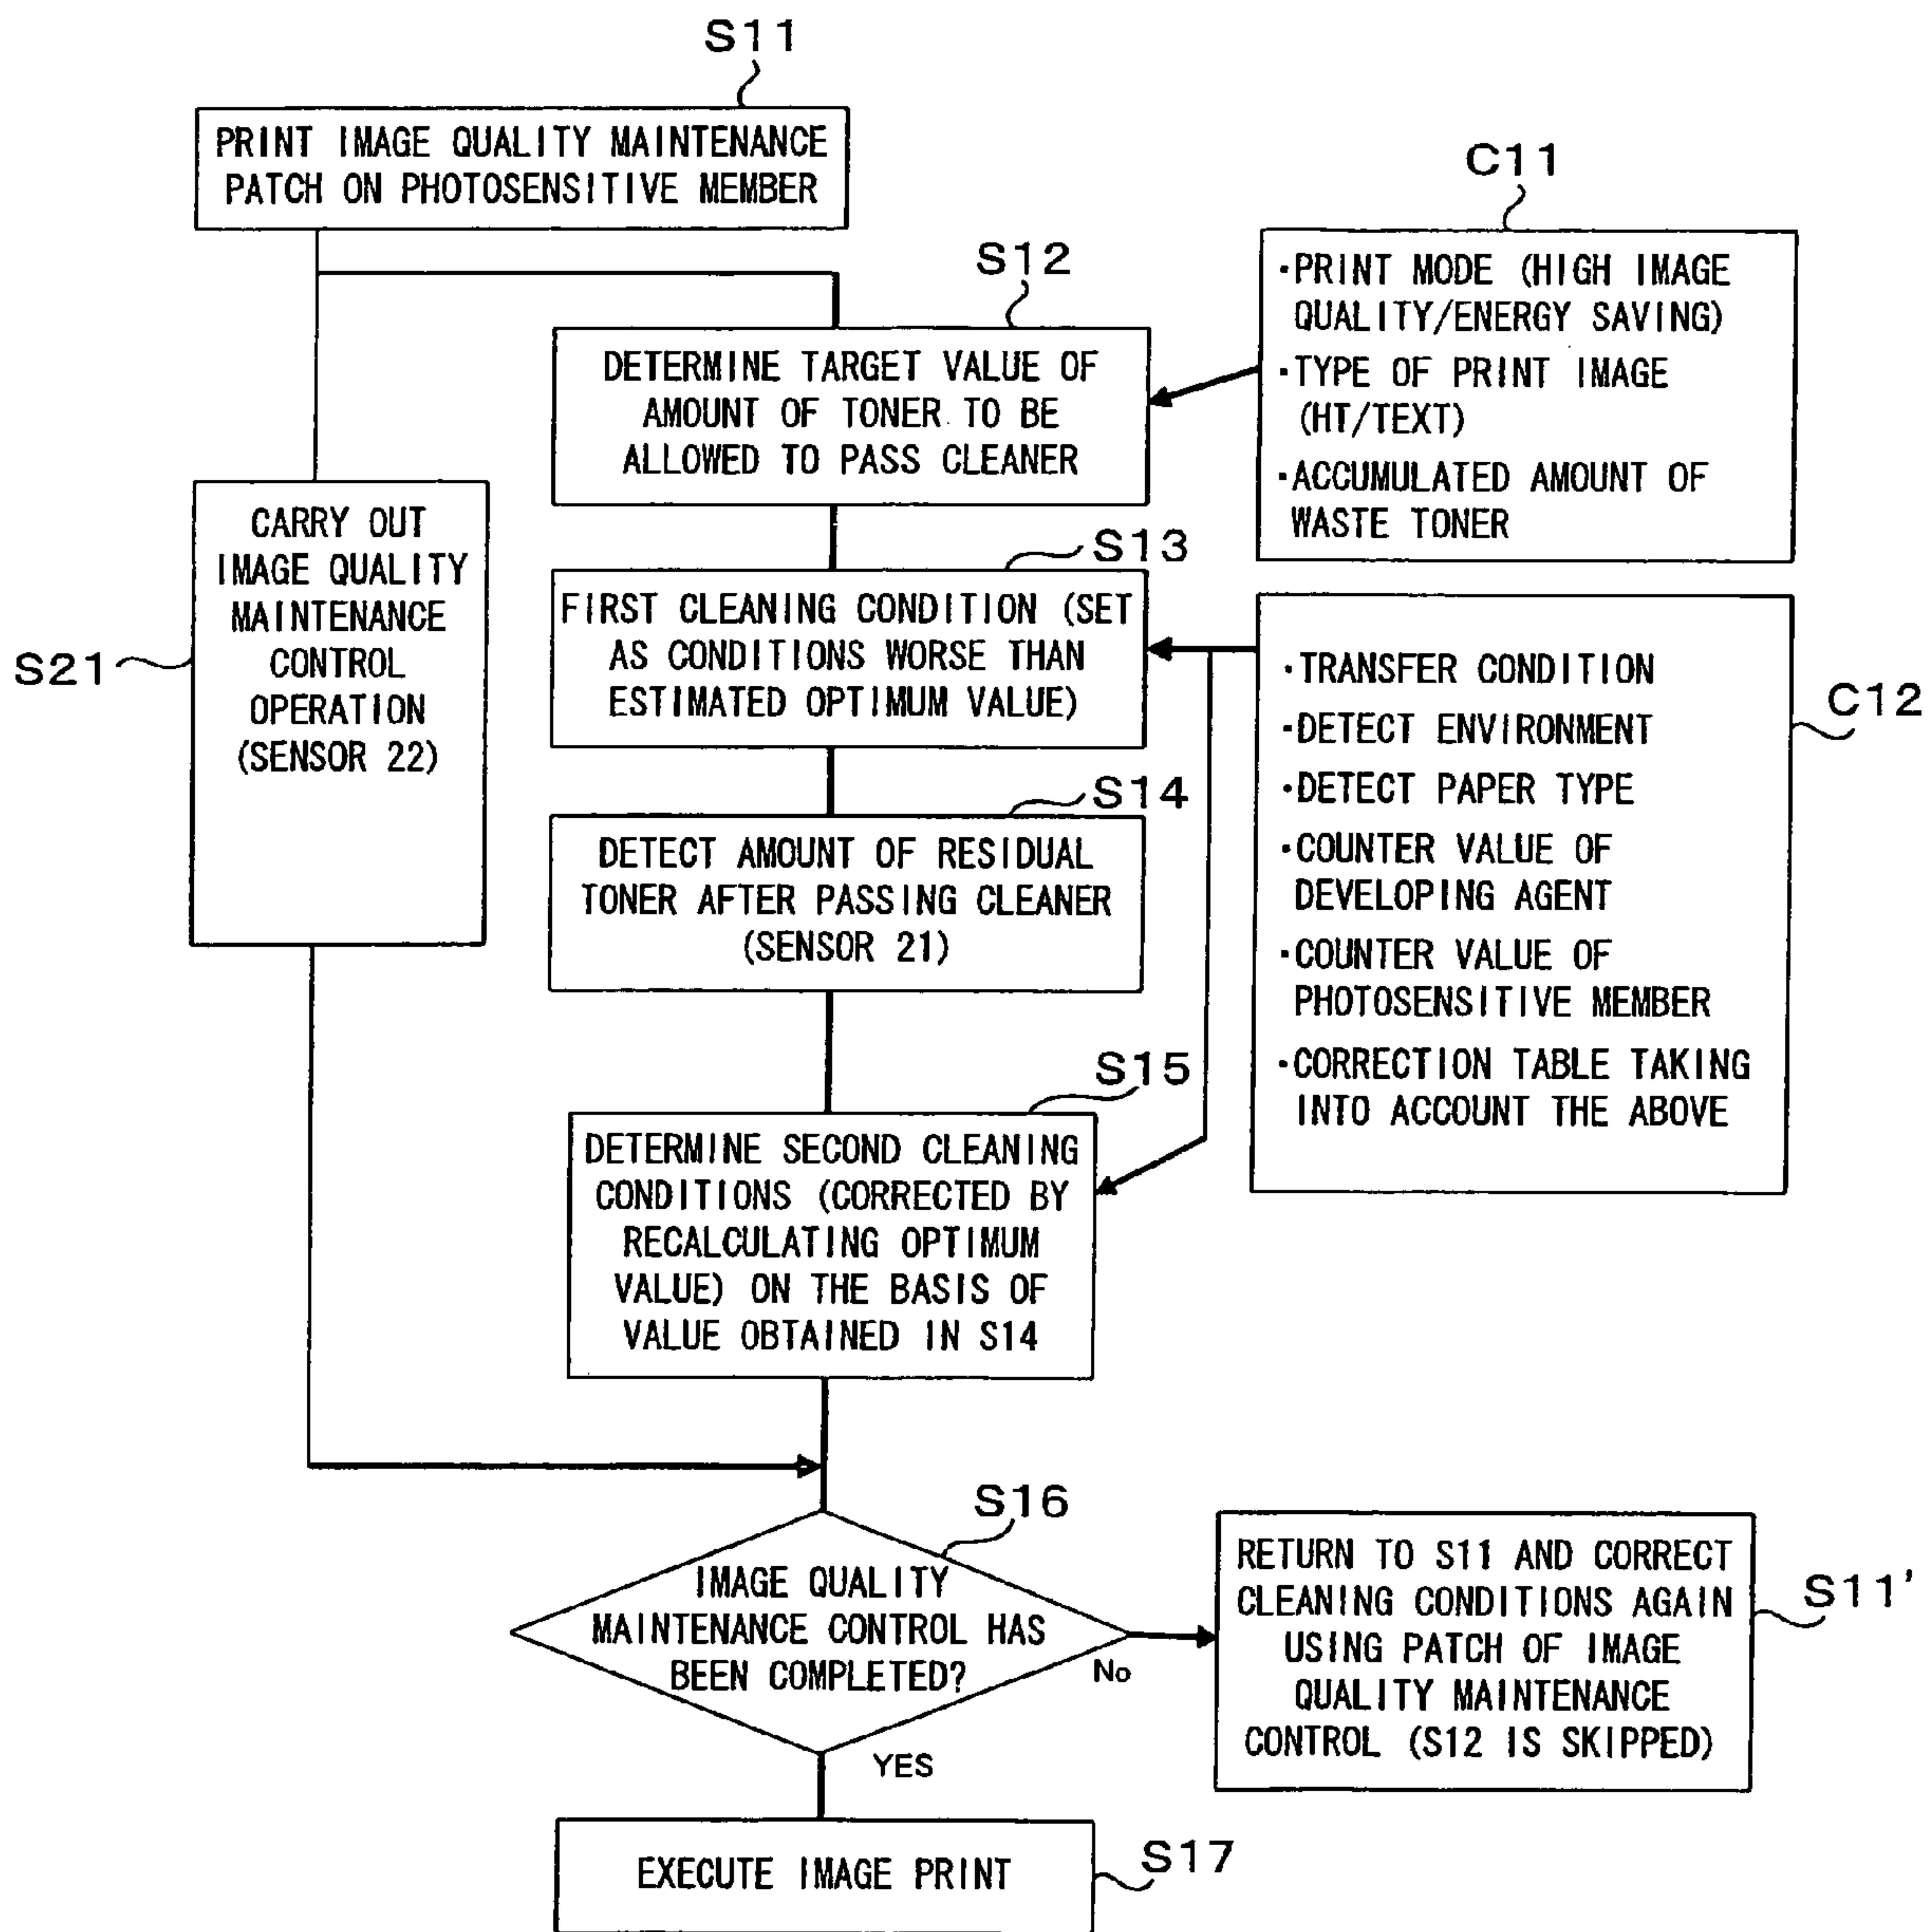 S11
PRINT IMAGE QUALITY MAINTENANCE
PATCH ON PHOTOSENSITIVE MEMBER
C11
·PRINT MODE (HIGH IMAGE
QUALITY/ENERGY SAVING)
·TYPE OF PRINT IMAGE
(HT/TEXT)
·ACCUMULATED AMOUNT OF
WASTE TONER
S12
DETERMINE TARGET VALUE OF
AMOUNT OF TONER TO BE
ALLOWED TO PASS CLEANER
S21
CARRY OUT
IMAGE QUALITY
MAINTENANCE
CONTROL
OPERATION
(SENSOR 22)
S13
FIRST CLEANING CONDITION (SET
AS CONDITIONS WORSE THAN
ESTIMATED OPTIMUM VALUE)
C12
·TRANSFER CONDITION
·DETECT ENVIRONMENT
·DETECT PAPER TYPE
·COUNTER VALUE OF
DEVELOPING AGENT
·COUNTER VALUE OF
PHOTOSENSITIVE MEMBER
·CORRECTION TABLE TAKING
INTO ACCOUNT THE ABOVE
S14
DETECT AMOUNT OF RESIDUAL
TONER AFTER PASSING CLEANER
(SENSOR 21)
S15
DETERMINE SECOND CLEANING
CONDITIONS (CORRECTED BY
RECALCULATING OPTIMUM
VALUE) ON THE BASIS OF
VALUE OBTAINED IN S14
S16
IMAGE QUALITY
MAINTENANCE CONTROL HAS
BEEN COMPLETED?
No
YES
S11'
RETURN TO S11 AND CORRECT
CLEANING CONDITIONS AGAIN
USING PATCH OF IMAGE
QUALITY MAINTENANCE
CONTROL (S12 IS SKIPPED)
S17
EXECUTE IMAGE PRINT